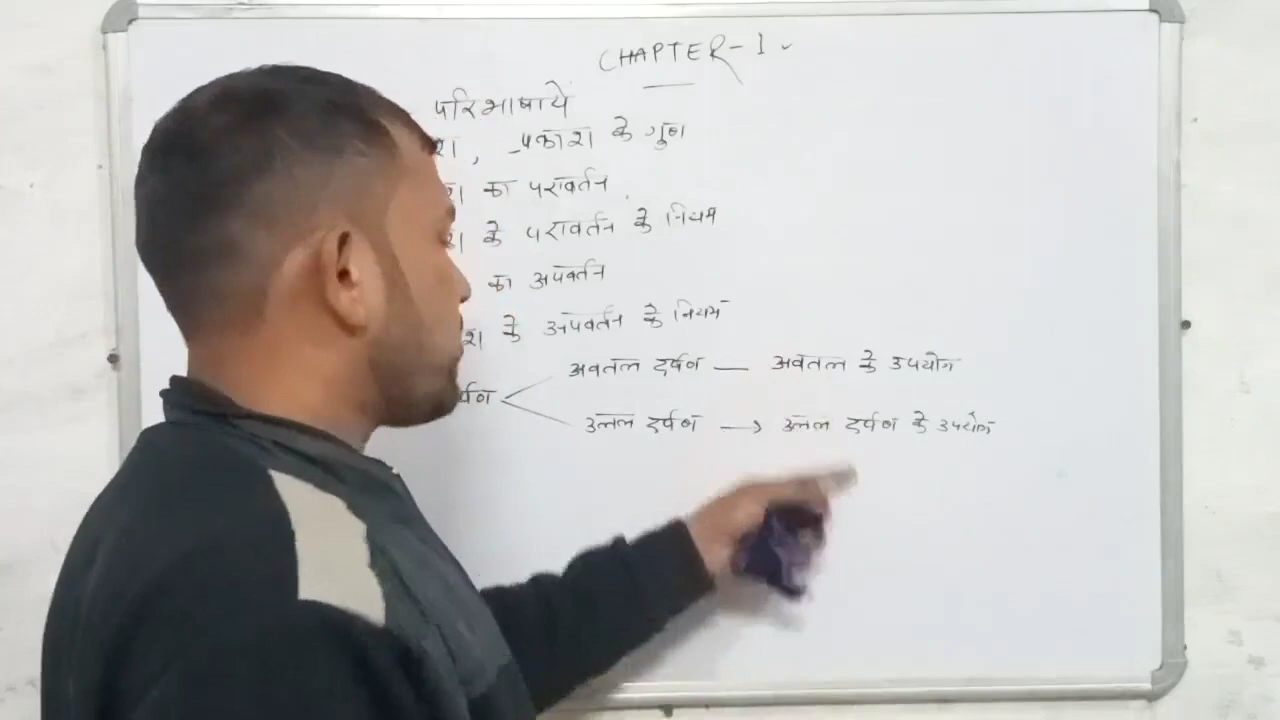 CHAPTER-1
परिभाषायें
, प्रकाश के गुण
का परावर्तन
के परावर्तन के नियम
का अपवर्तन
के अपवर्तन के नियम
अवतल दर्पण — अवतल के उपयोग
उत्तल दर्पण → उत्तल दर्पण के उपयोग